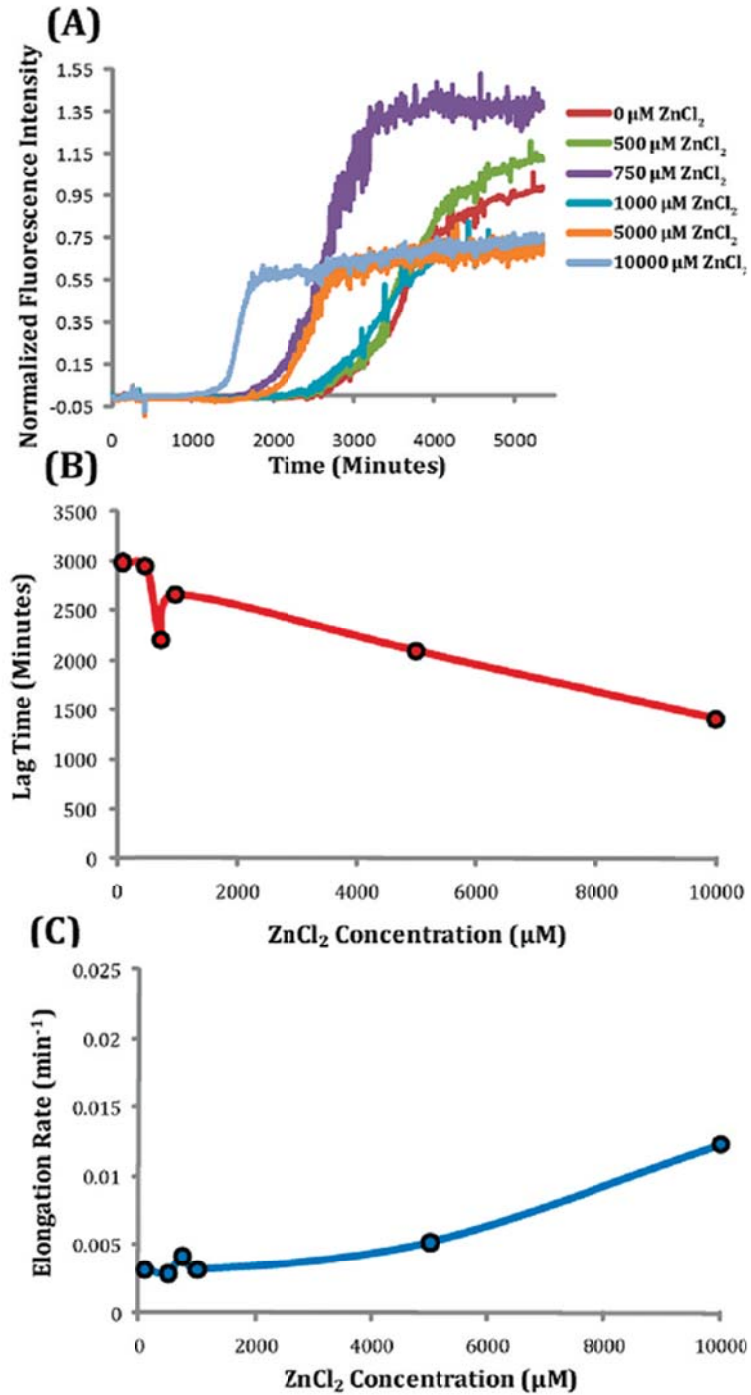 (A)
Normalized Fluorescence Intensity
1.55
1.35
1.15
0.95
0.75
0.55
0.35
0.15
-0.05
0 1000 2000 3000 4000 5000
Time (Minutes)
0 µM ZnCl₂
500 µM ZnCl₂
750 µM ZnCl₂
1000 µM ZnCl₂
5000 µM ZnCl₂
10000 µM ZnCl₂
(B)
Lag Time (Minutes)
3500
3000
2500
2000
1500
1000
500
0
0 2000 4000 6000 8000 10000
ZnCl₂ Concentration (µM)
(C)
Elongation Rate (min⁻¹)
0.025
0.02
0.015
0.01
0.005
0
0 2000 4000 6000 8000 10000
ZnCl₂ Concentration (µM)